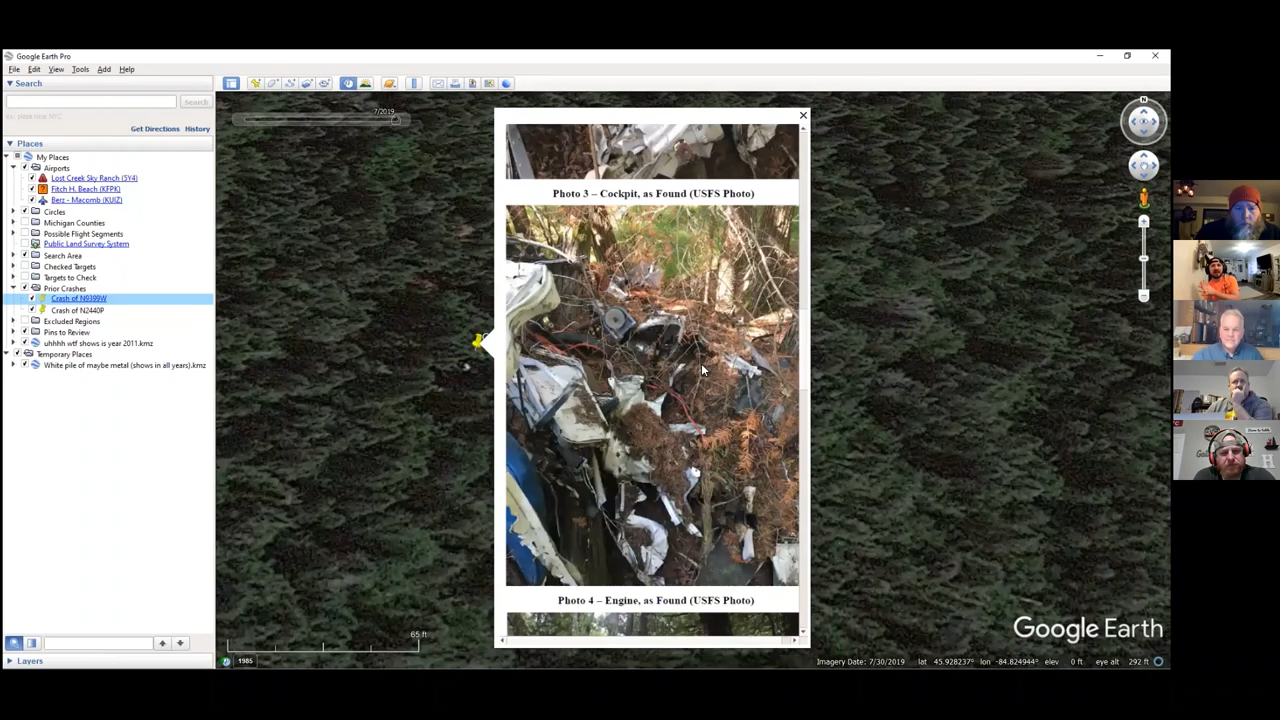 Google Earth Pro
File Edit View Tools Add Help
Search
Search
Get Directions History
Places
My Places
Airports
Lost Creek Sky Ranch (5Y4)
Fitch H. Beach (KFPK)
Berz - Macomb (KUIZ)
Circles
Michigan Counties
Possible Flight Segments
Public Land Survey System
Search Area
Checked Targets
Targets to Check
Prior Crashes
Crash of N9399W
Crash of N2440P
Excluded Regions
Pins to Review
uhhhh wtf shows is year 2011.kmz
Temporary Places
White pile of maybe metal (shows in all years).kmz
Layers
7/2019
N
Photo 3 – Cockpit, as Found (USFS Photo)
Photo 4 – Engine, as Found (USFS Photo)
65 ft
1985
Google Earth
Imagery Date: 7/30/2019 lat 45.928237° lon -84.824944° elev 0 ft eye alt 292 ft